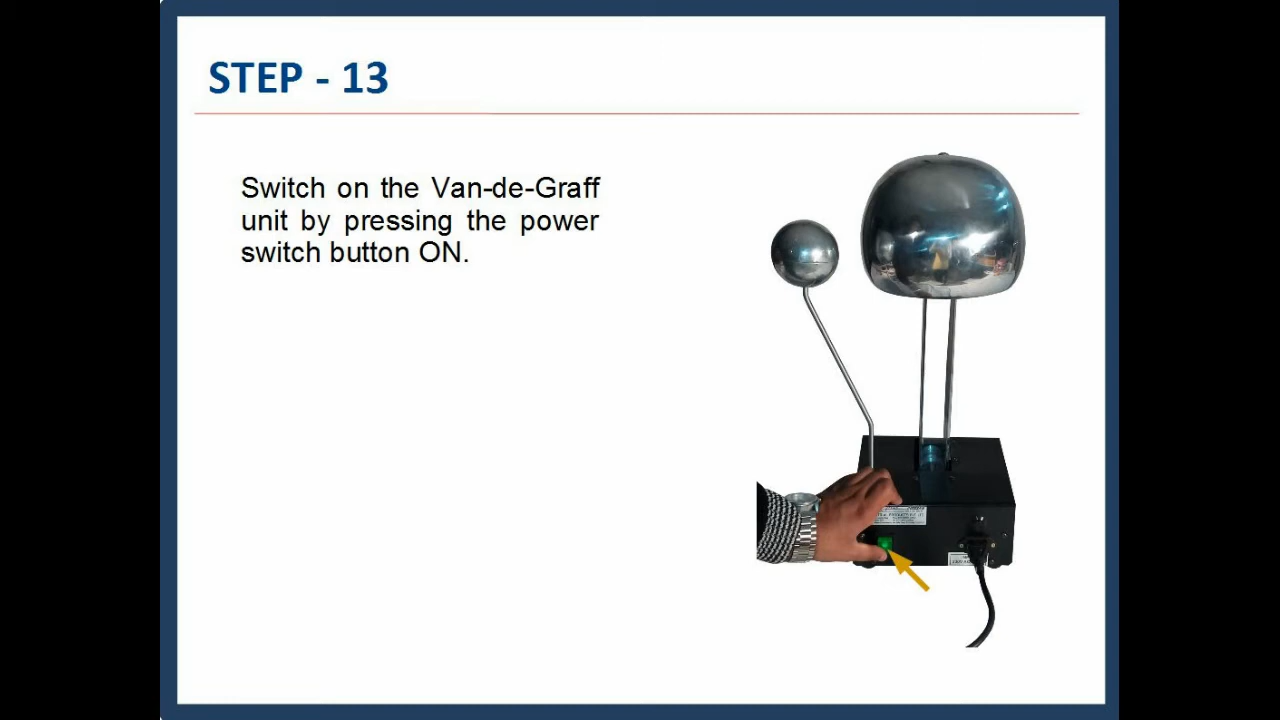 STEP - 13
Switch on the Van-de-Graff
unit by pressing the power
switch button ON.